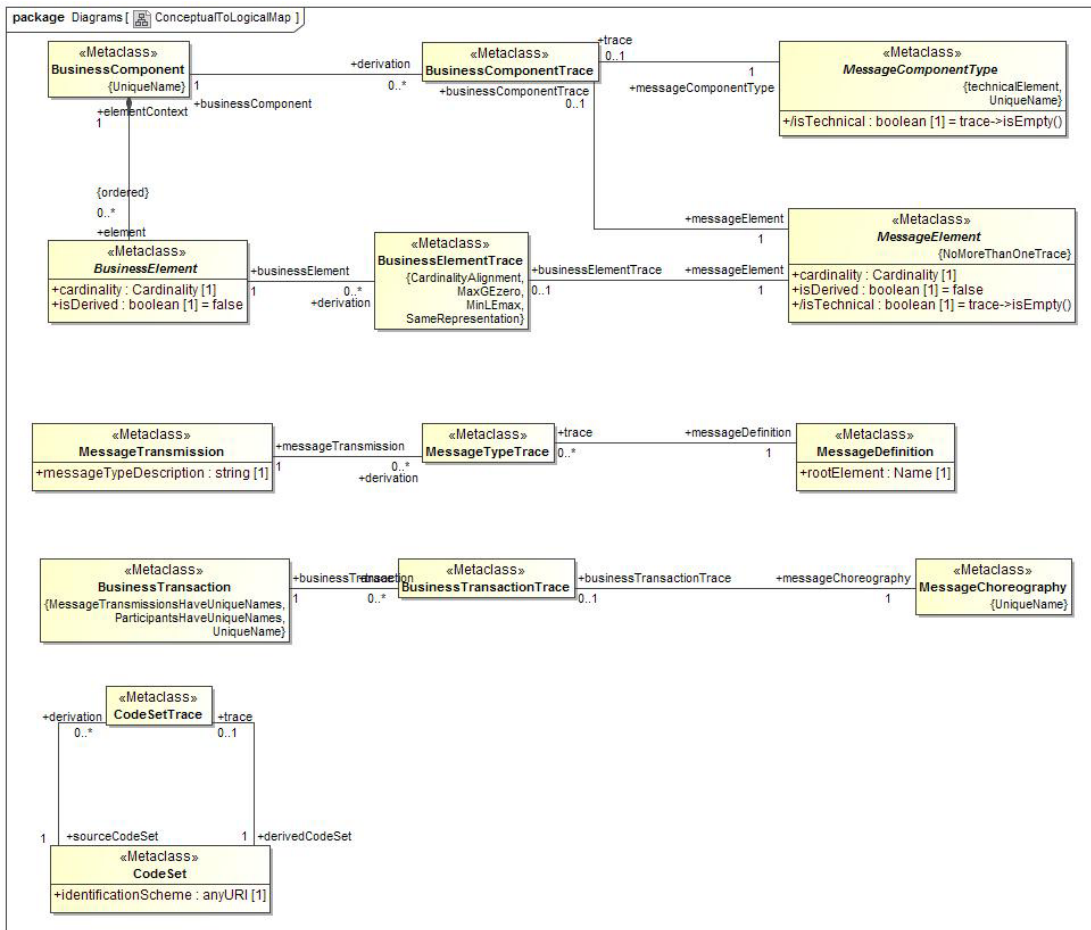 package Diagrams [ ConceptualToLogicalMap ]
«Metaclass»
BusinessComponent
{UniqueName}
+elementContext
1
1
+businessComponent
+derivation
0..*
«Metaclass»
BusinessComponentTrace
+businessComponentTrace
0..1
+trace
0..1
1
+messageComponentType
«Metaclass»
MessageComponentType
{technicalElement,
UniqueName}
+/isTechnical : boolean [1] = trace->isEmpty()
{ordered}
0..*
+element
«Metaclass»
BusinessElement
+cardinality : Cardinality [1]
+isDerived : boolean [1] = false
+businessElement
1
0..*
+derivation
«Metaclass»
BusinessElementTrace
{CardinalityAlignment,
MaxGEzero,
MinLEmax,
SameRepresentation}
+businessElementTrace
0..1
+messageElement
1
+messageElement
1
«Metaclass»
MessageElement
{NoMoreThanOneTrace}
+cardinality : Cardinality [1]
+isDerived : boolean [1] = false
+/isTechnical : boolean [1] = trace->isEmpty()
«Metaclass»
MessageTransmission
+messageTypeDescription : string [1]
+messageTransmission
1
0..*
+derivation
«Metaclass»
MessageTypeTrace
+trace
0..*
+messageDefinition
1
«Metaclass»
MessageDefinition
+rootElement : Name [1]
«Metaclass»
BusinessTransaction
{MessageTransmissionsHaveUniqueNames,
ParticipantsHaveUniqueNames,
UniqueName}
+businessTransaction
1
0..*
«Metaclass»
BusinessTransactionTrace
+businessTransactionTrace
0..1
+messageChoreography
1
«Metaclass»
MessageChoreography
{UniqueName}
«Metaclass»
CodeSetTrace
+derivation
0..*
+trace
0..1
1
+sourceCodeSet
1
+derivedCodeSet
«Metaclass»
CodeSet
+identificationScheme : anyURI [1]